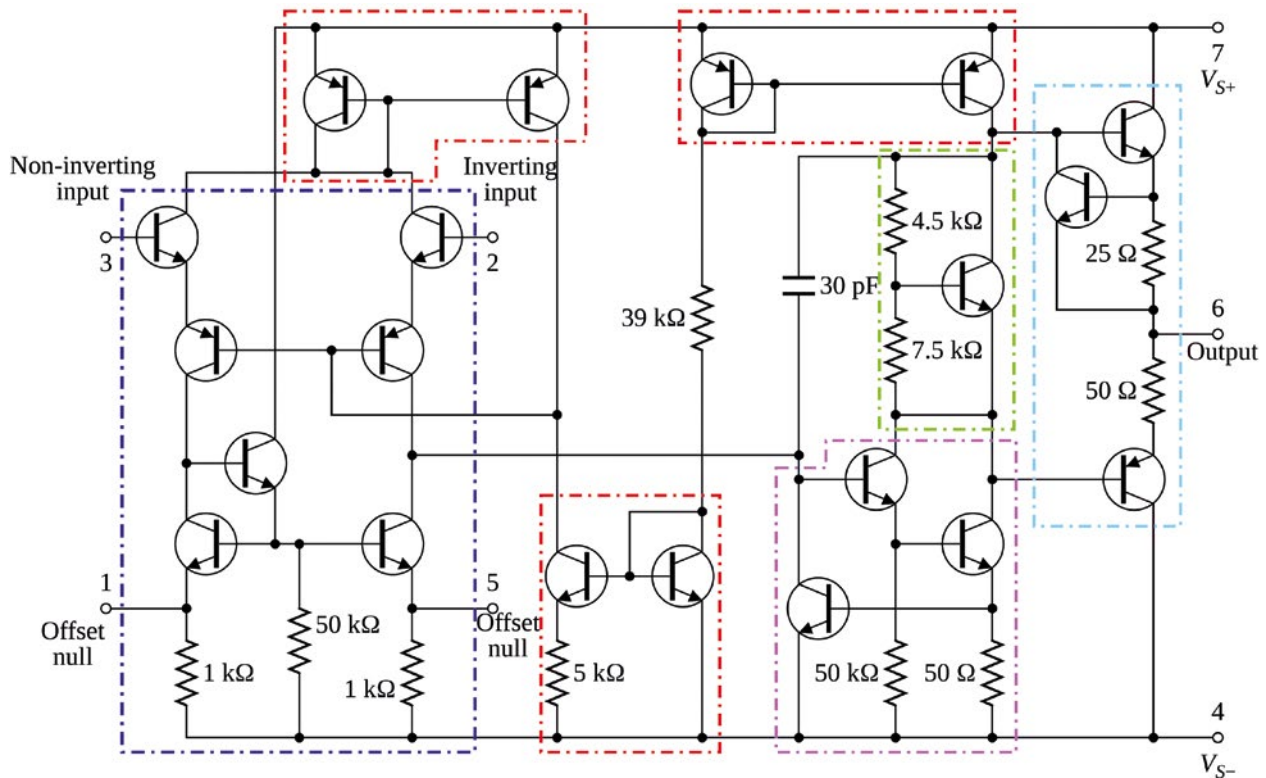 7
V_{S+}
Non-inverting
input
Inverting
input
3
2
4.5 kΩ
25 Ω
30 pF
39 kΩ
7.5 kΩ
6
Output
50 Ω
1
5
Offset
null
50 kΩ
Offset
null
1 kΩ
1 kΩ
5 kΩ
50 kΩ
50 Ω
4
V_{S−}